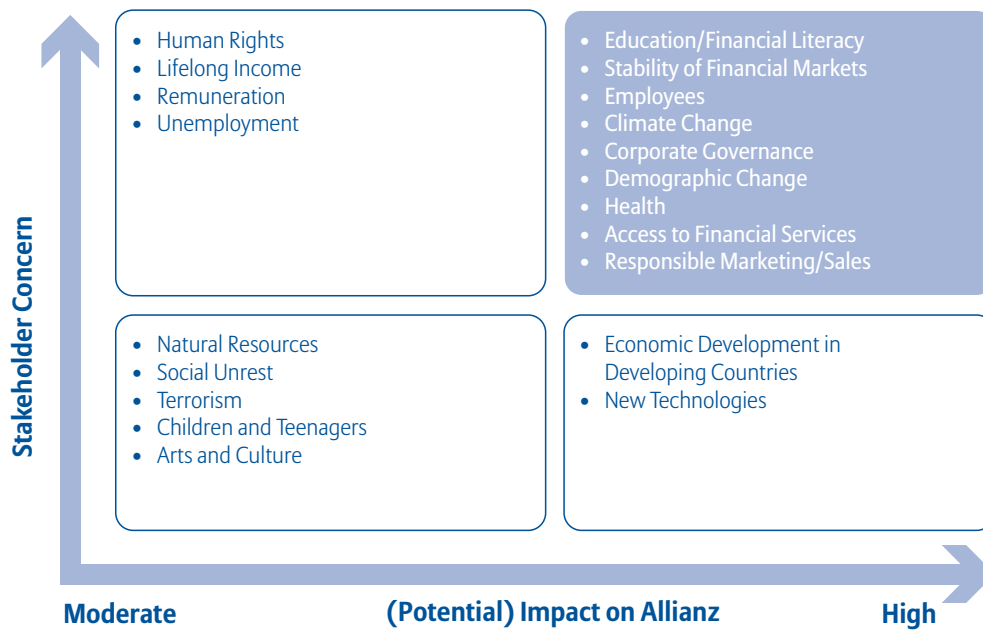 Stakeholder Concern
• Human Rights
• Lifelong Income
• Remuneration
• Unemployment
• Education/Financial Literacy
• Stability of Financial Markets
• Employees
• Climate Change
• Corporate Governance
• Demographic Change
• Health
• Access to Financial Services
• Responsible Marketing/Sales
• Natural Resources
• Social Unrest
• Terrorism
• Children and Teenagers
• Arts and Culture
• Economic Development in
Developing Countries
• New Technologies
Moderate
(Potential) Impact on Allianz
High